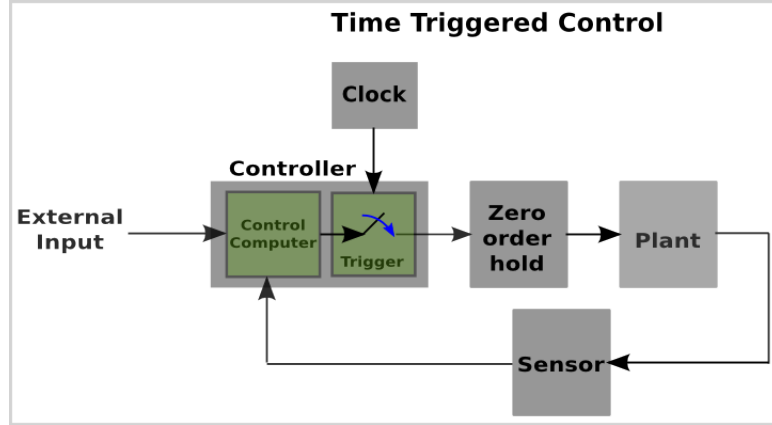 Time Triggered Control
Clock
Controller
External
Input
Control
Computer
Trigger
Zero
order
hold
Plant
Sensor